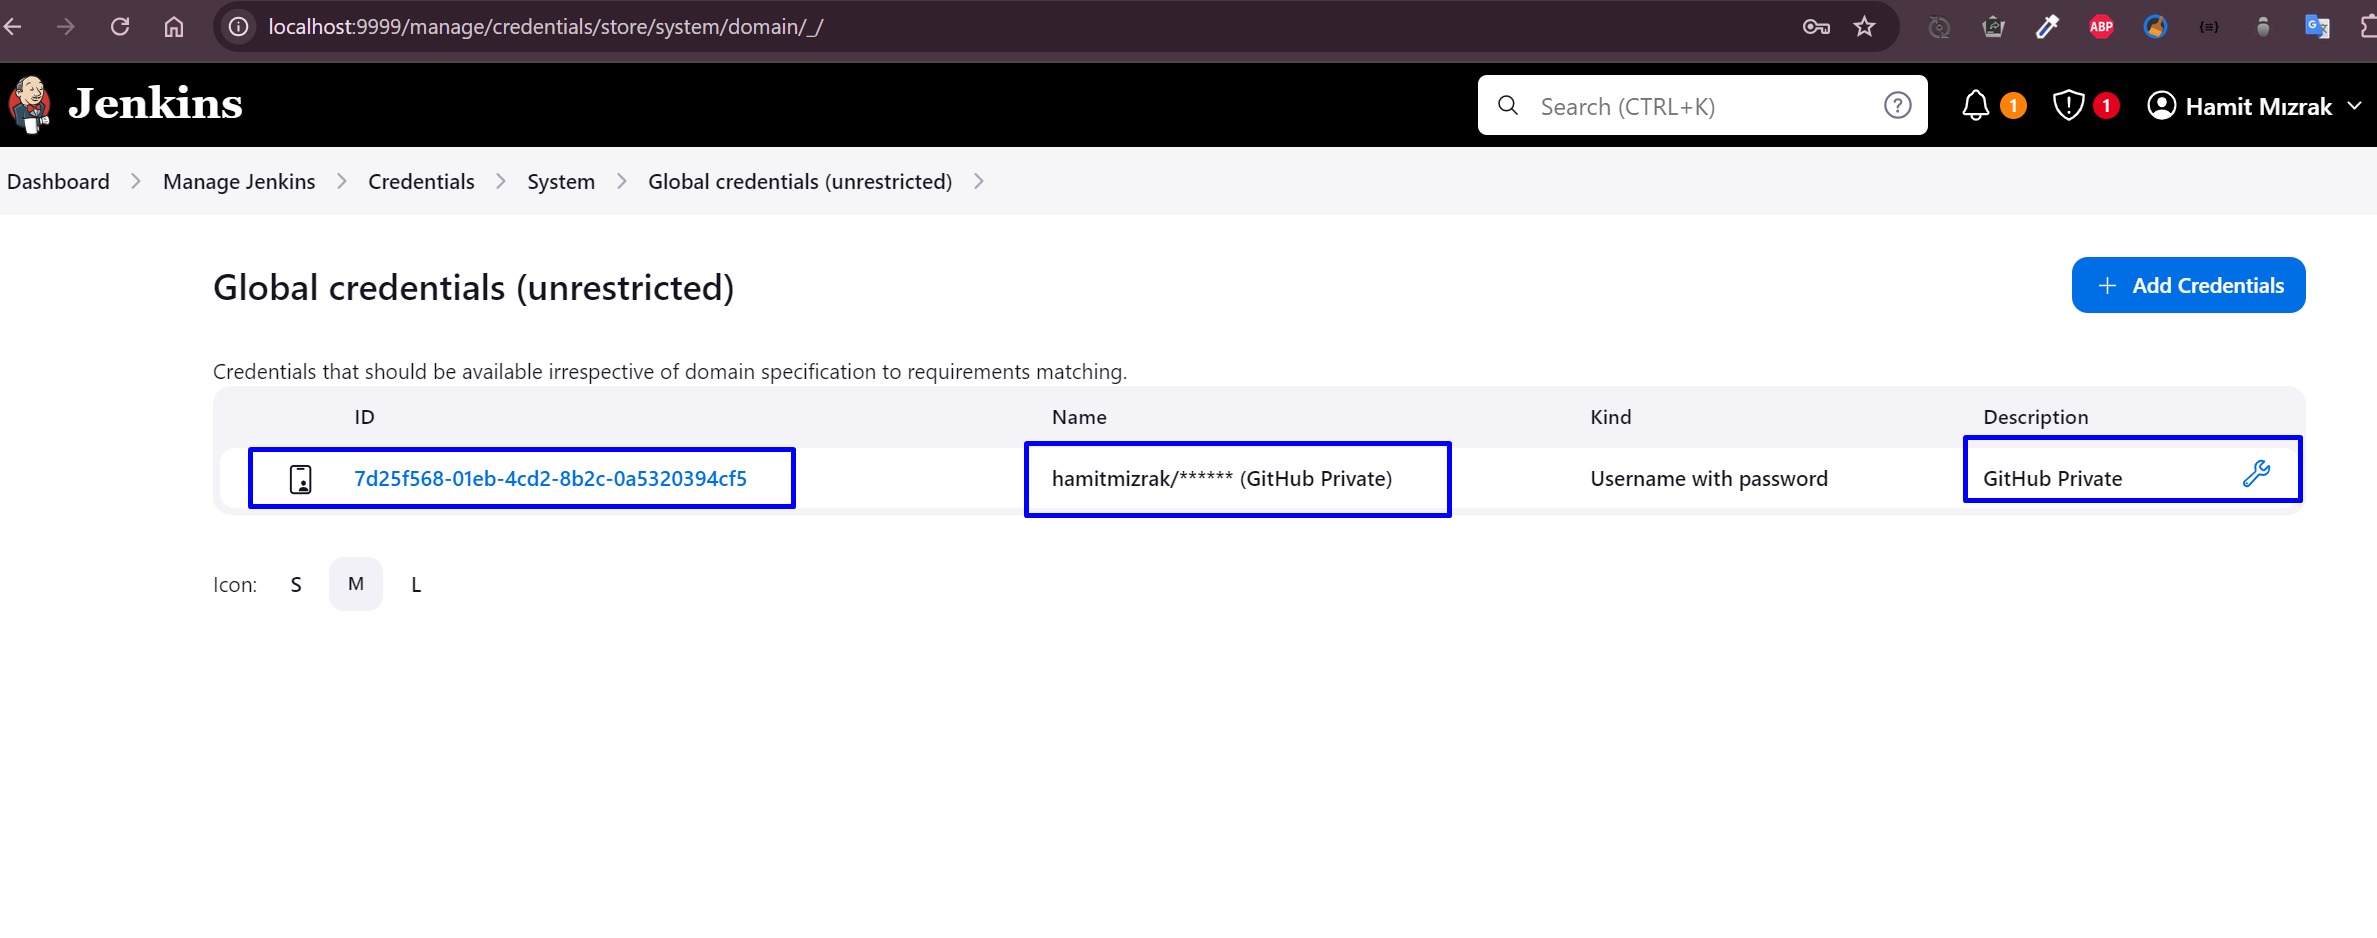 localhost:9999/manage/credentials/store/system/domain/_/
ABP
Jenkins
Search (CTRL+K)
1
1
Hamit Mızrak
Dashboard
Manage Jenkins
Credentials
System
Global credentials (unrestricted)
Global credentials (unrestricted)
+ Add Credentials
Credentials that should be available irrespective of domain specification to requirements matching.
ID Name Kind Description
7d25f568-01eb-4cd2-8b2c-0a5320394cf5 hamitmizrak/****** (GitHub Private) Username with password GitHub Private
Icon: S M L